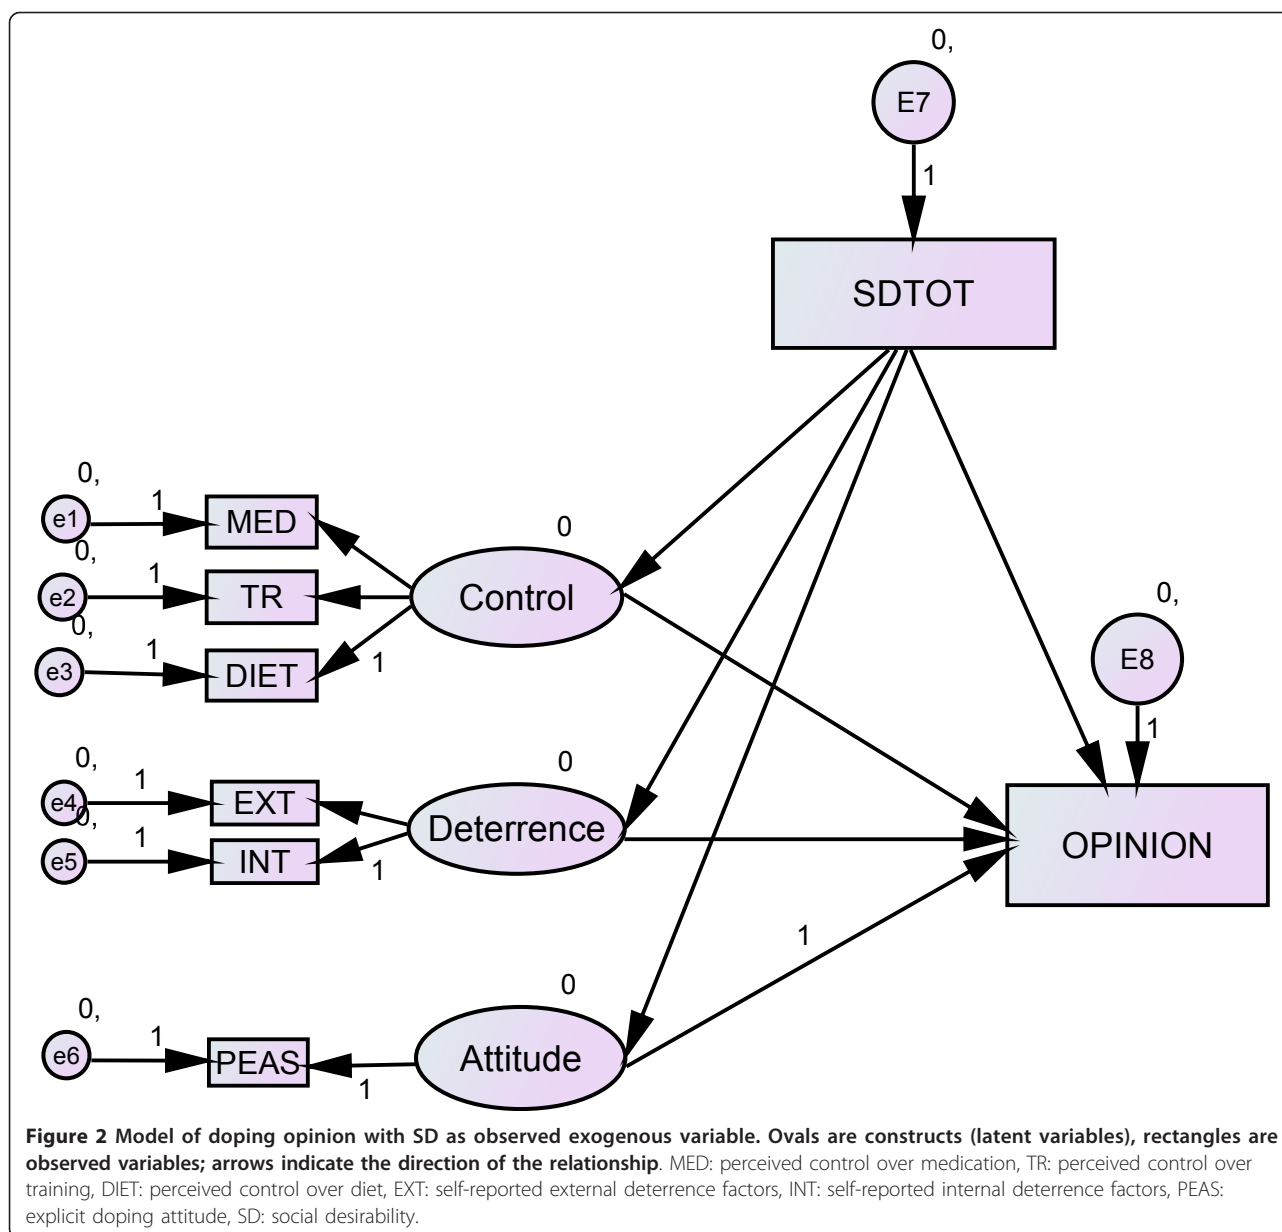 0,
E7
1
SDTOT
0,
e1
1
MED
0
Control
0,
e2
1
TR
0,
e3
1
DIET
1
0,
E8
1
OPINION
0,
e4
1
EXT
0
Deterrence
0,
e5
1
INT
1
1
0
Attitude
0,
e6
1
PEAS
1
Figure 2 Model of doping opinion with SD as observed exogenous variable. Ovals are constructs (latent variables), rectangles are
observed variables; arrows indicate the direction of the relationship. MED: perceived control over medication, TR: perceived control over
training, DIET: perceived control over diet, EXT: self-reported external deterrence factors, INT: self-reported internal deterrence factors, PEAS:
explicit doping attitude, SD: social desirability.